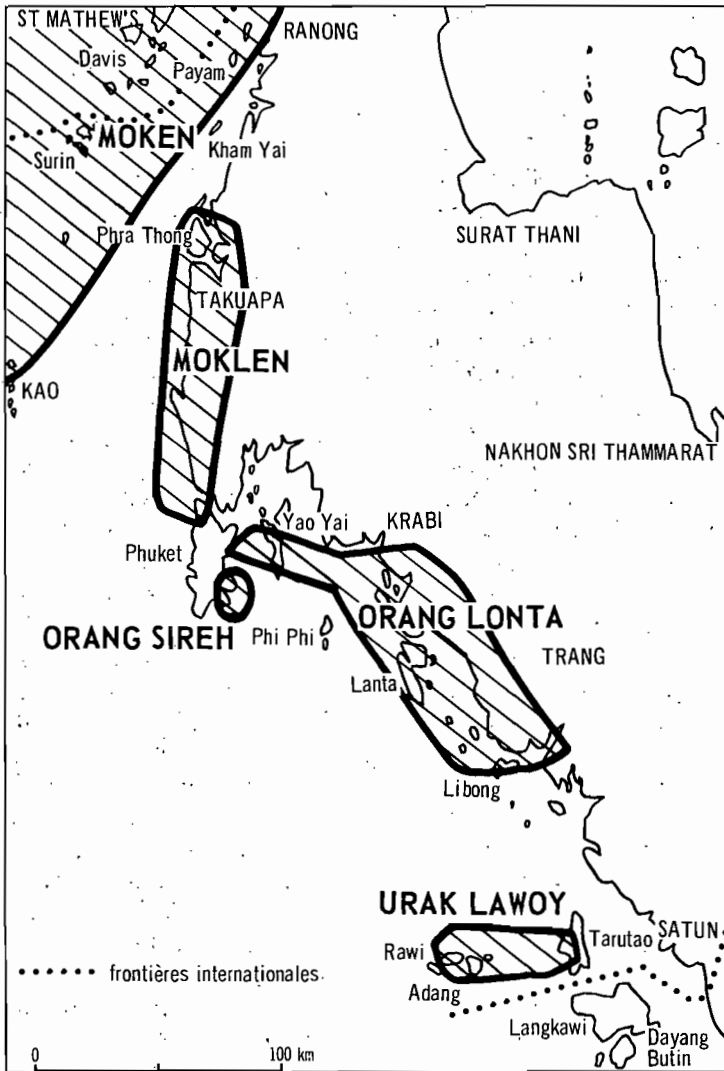 ST MATHEW'S
RANONG
Davis
Payam
MOKEN
Kham Yai
Surin
Phra Thong
SURAT THANI
TAKUAPA
MOKLEN
KAO
NAKHON SRI THAMMARAT
Yao Yai
KRABI
Phuket
ORANG LONTA
ORANG SIREH
Phi Phi
TRANG
Lanta
Libong
URAK LAWOY
SATUN
Tarutao
Rawi
frontières internationales
Adang
Langkawi
Dayang
Butin
0
100 km